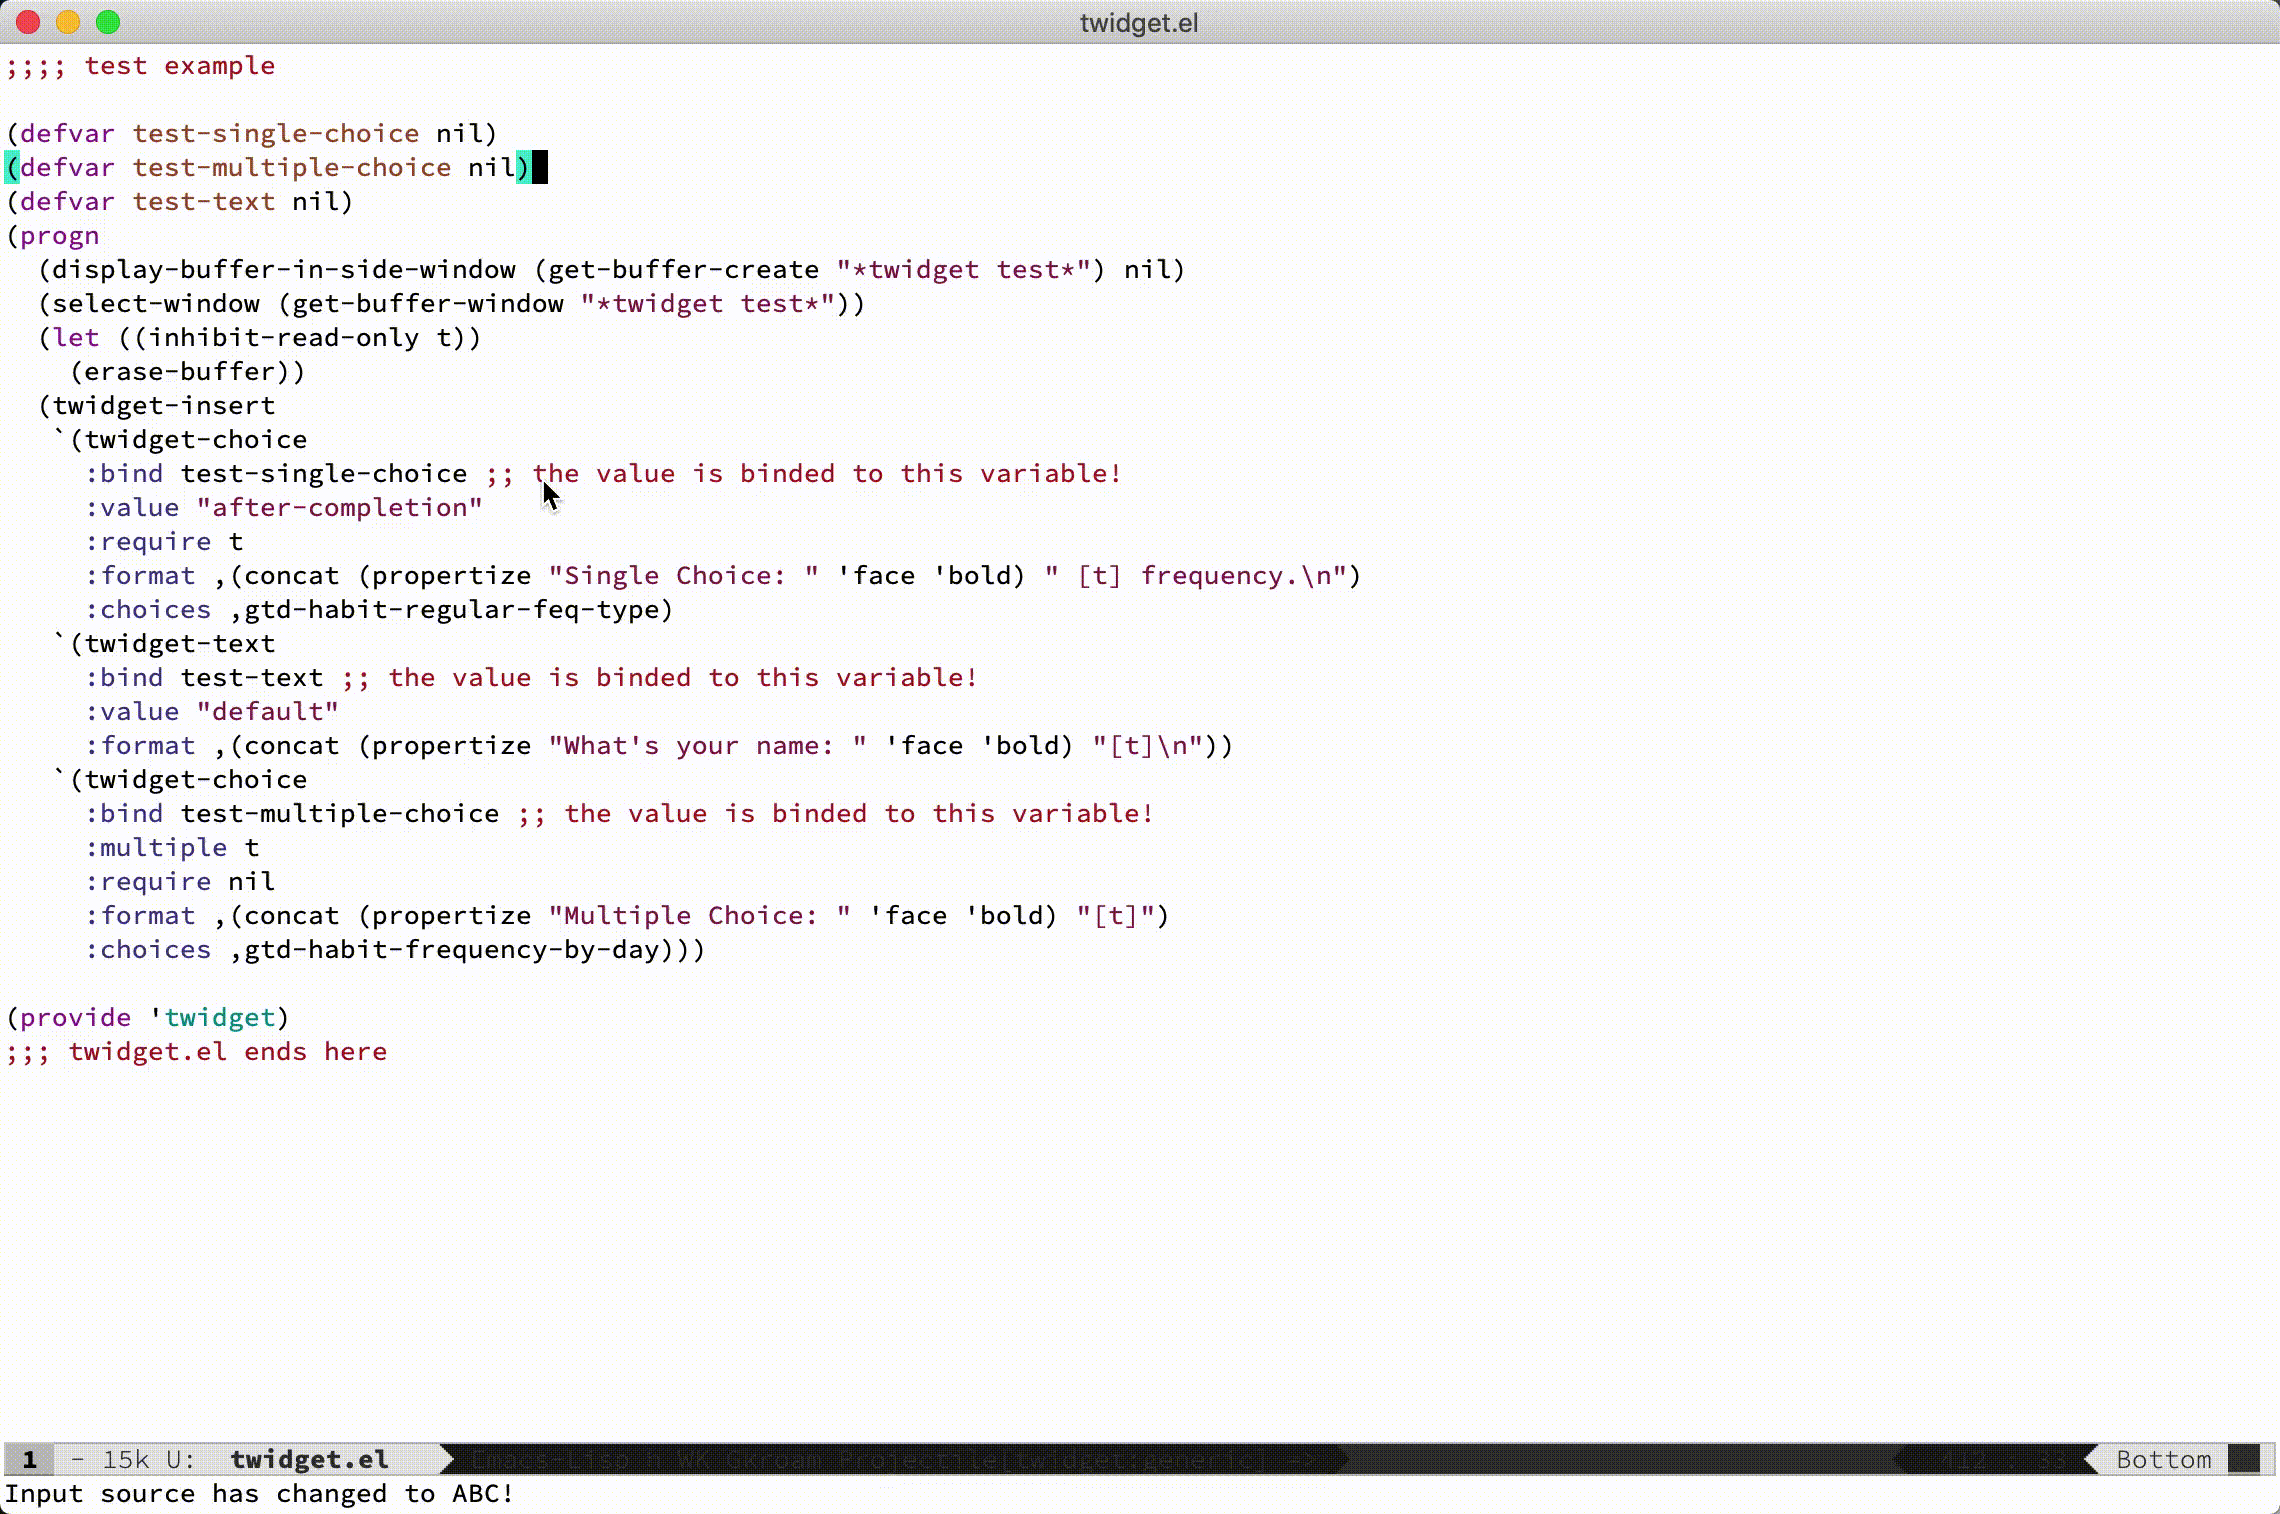 twidget.el
;;;; test example
(defvar test-single-choice nil)
(defvar test-multiple-choice nil)
(defvar test-text nil)
(progn
  (display-buffer-in-side-window (get-buffer-create "*twidget test*") nil)
  (select-window (get-buffer-window "*twidget test*"))
  (let ((inhibit-read-only t))
    (erase-buffer))
  (twidget-insert
   `(twidget-choice
     :bind test-single-choice ;; the value is binded to this variable!
     :value "after-completion"
     :require t
     :format ,(concat (propertize "Single Choice: " 'face 'bold) " [t] frequency.\n")
     :choices ,gtd-habit-regular-feq-type)
   `(twidget-text
     :bind test-text ;; the value is binded to this variable!
     :value "default"
     :format ,(concat (propertize "What's your name: " 'face 'bold) "[t]\n"))
   `(twidget-choice
     :bind test-multiple-choice ;; the value is binded to this variable!
     :multiple t
     :require nil
     :format ,(concat (propertize "Multiple Choice: " 'face 'bold) "[t]")
     :choices ,gtd-habit-frequency-by-day)))
(provide 'twidget)
;;; twidget.el ends here
1 - 15k U: twidget.el Bottom
Input source has changed to ABC!